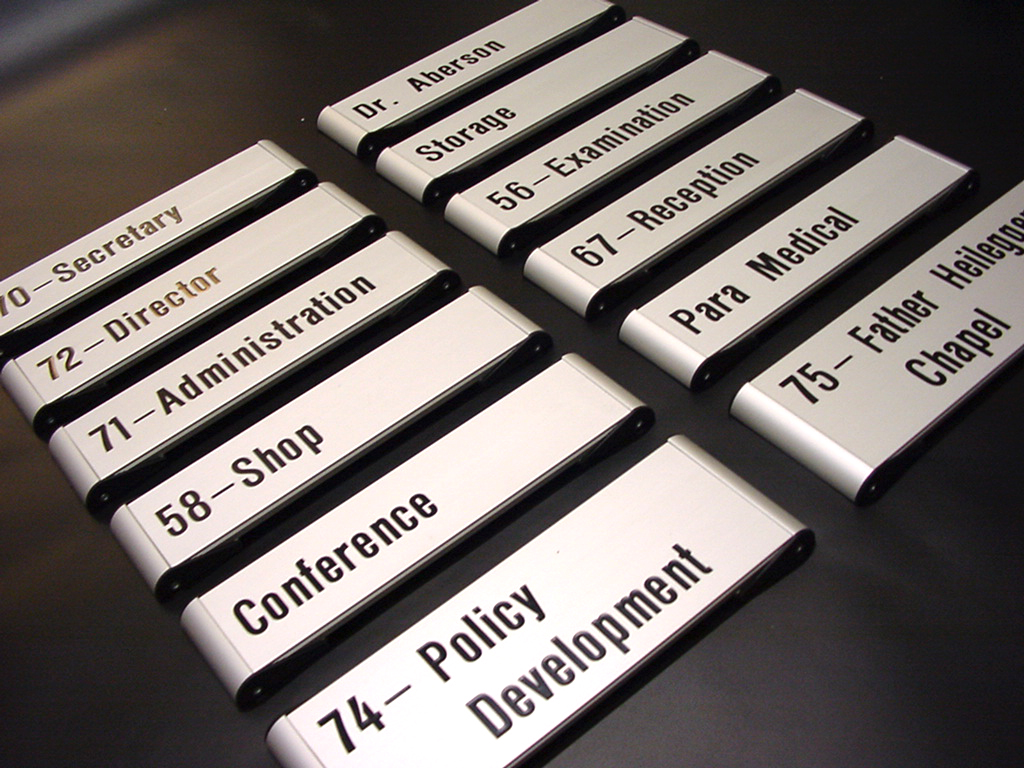 70-Secretary
72-Director
71-Administration
58-Shop
Conference
74- Policy
Development
Dr. Aberson
Storage
56-Examination
67-Reception
Para Medical
75- Father
Chapel